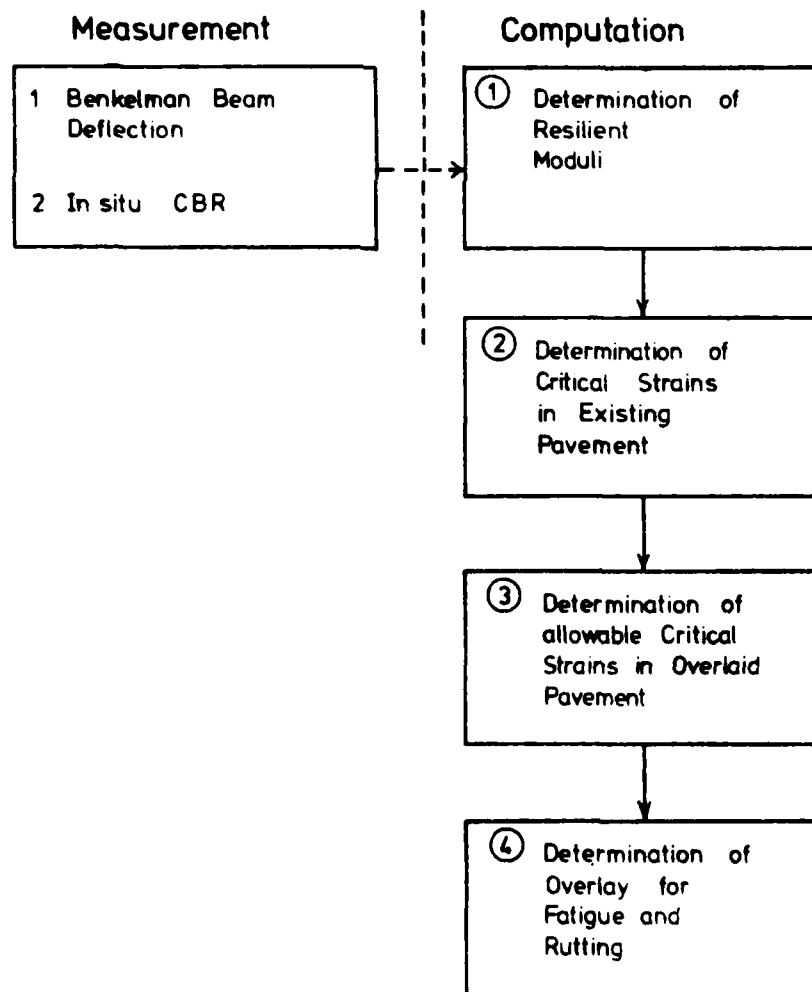 Measurement
1 Benkelman Beam
Deflection
2 In situ CBR
Computation
1 Determination of
Resilient
Moduli
2 Determination of
Critical Strains
in Existing
Pavement
3 Determination of
allowable Critical
Strains in Overlaid
Pavement
4 Determination of
Overlay for
Fatigue and
Rutting